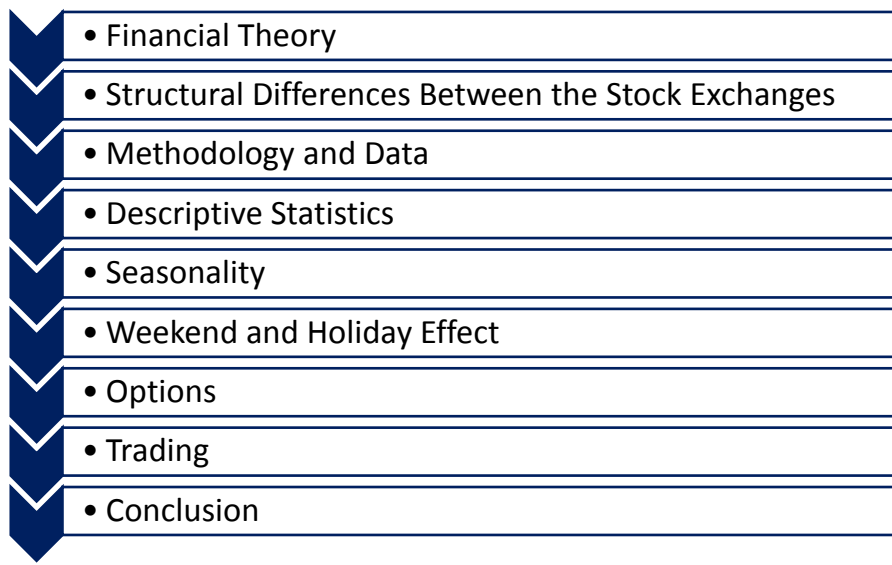 • Financial Theory
• Structural Differences Between the Stock Exchanges
• Methodology and Data
• Descriptive Statistics
• Seasonality
• Weekend and Holiday Effect
• Options
• Trading
• Conclusion